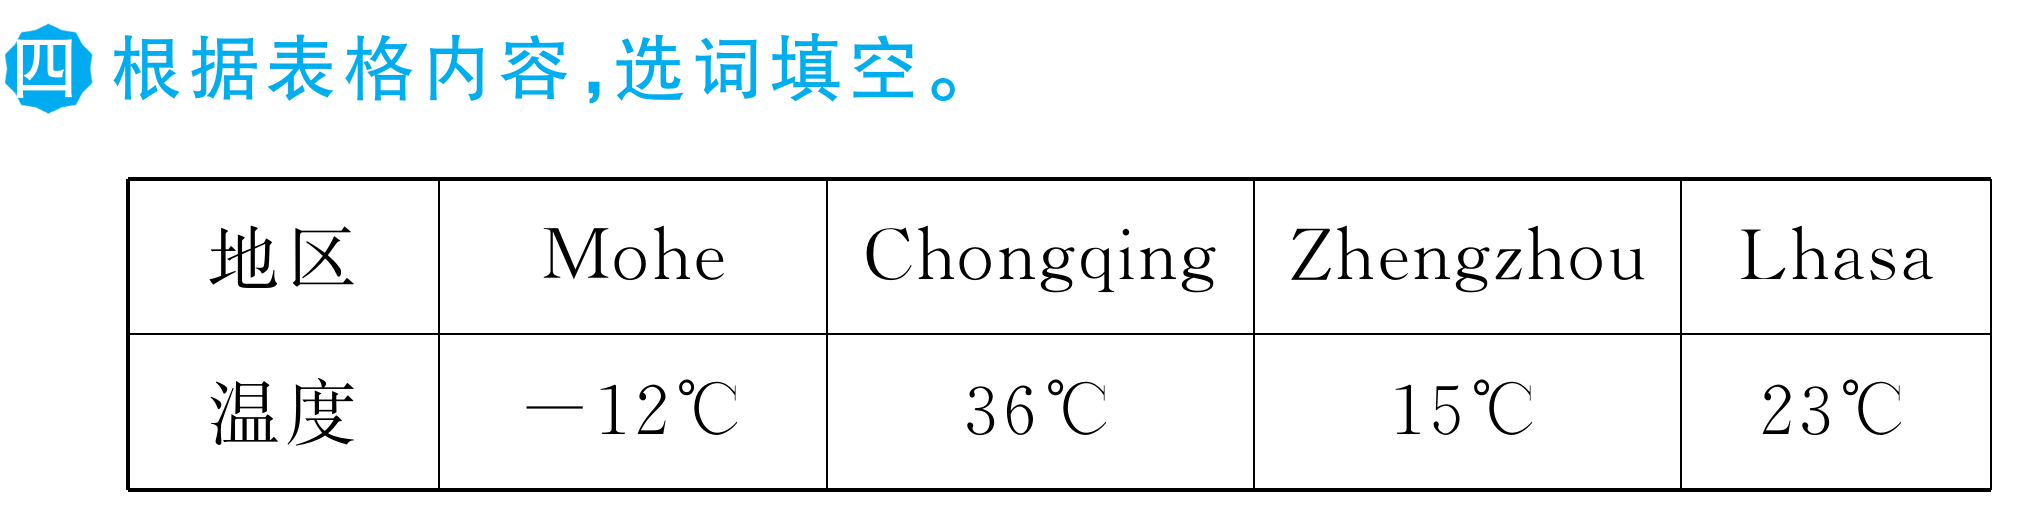 四 根据表格内容,选词填空。
地区 Mohe Chongqing Zhengzhou Lhasa
温度 －12℃ 36℃ 15℃ 23℃